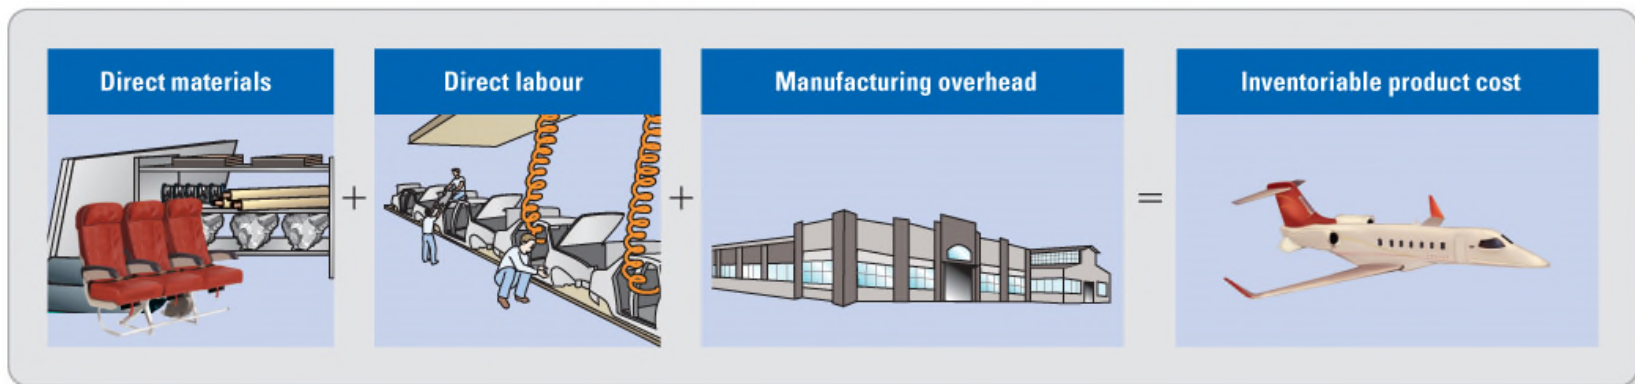 Direct materials
+
Direct labour
+
Manufacturing overhead
=
Inventoriable product cost